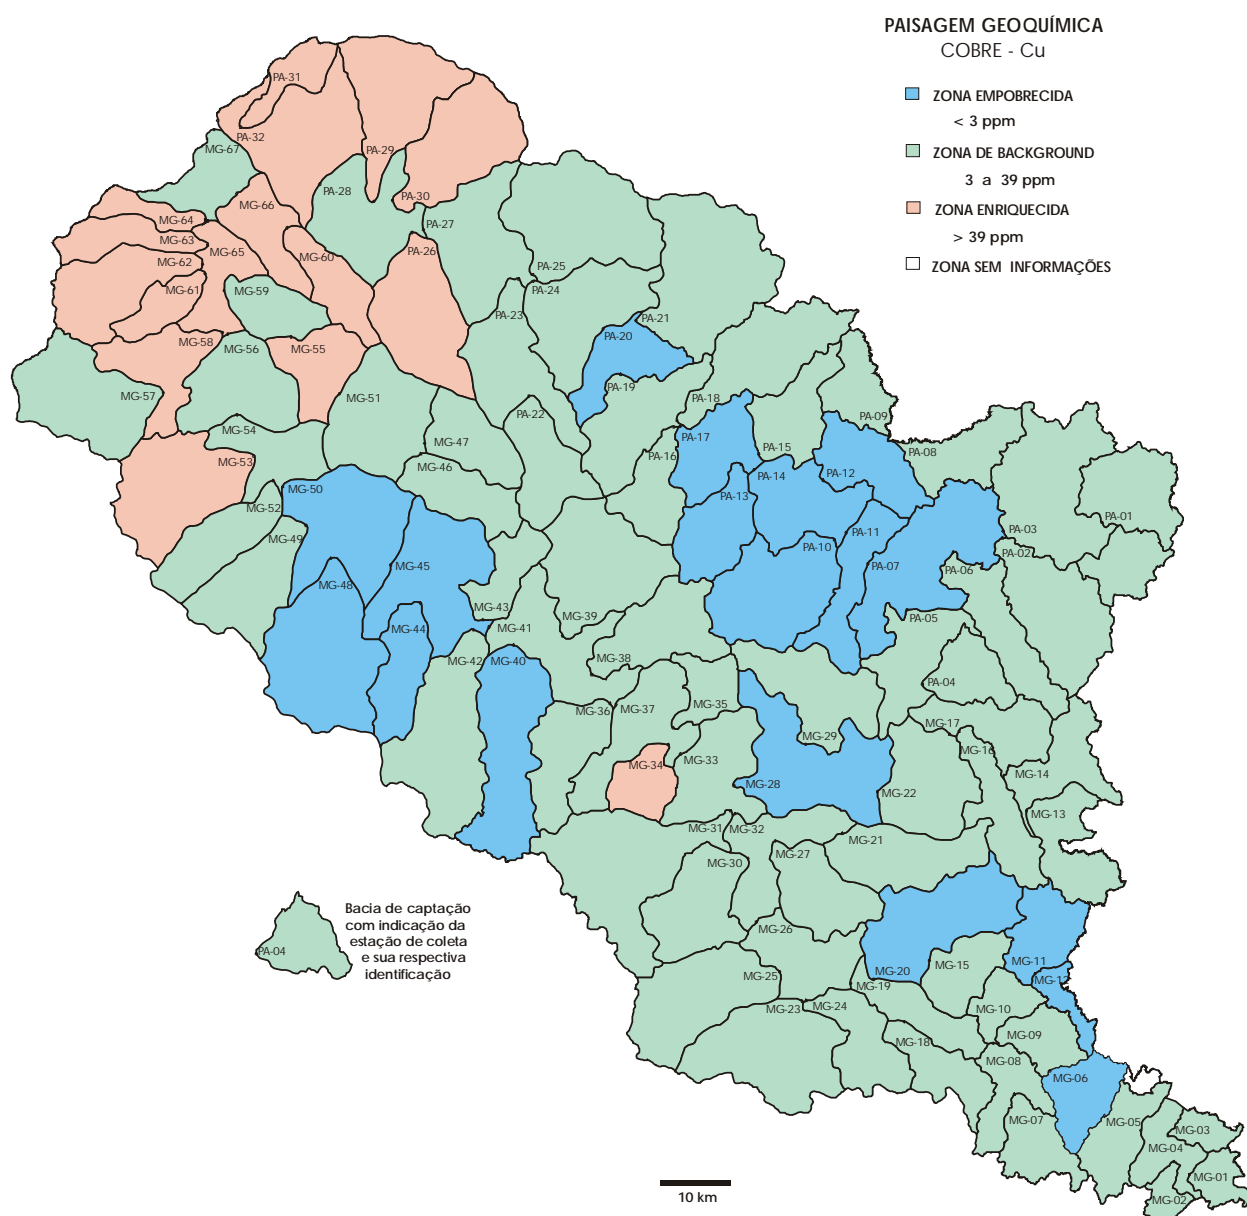 PAISAGEM GEOQUÍMICA
COBRE - Cu
ZONA EMPOBRECIDA
< 3 ppm
ZONA DE BACKGROUND
3 a 39 ppm
ZONA ENRIQUECIDA
> 39 ppm
ZONA SEM INFORMAÇÕES
PA-31
PA-32
MG-67
PA-29
PA-28
PA-30
MG-66
MG-64
PA-27
MG-63
MG-65
PA-26
MG-60
MG-62
PA-25
MG-61
MG-59
PA-24
PA-23
PA-21
PA-20
MG-58
MG-56
MG-55
PA-19
MG-57
MG-51
PA-18
PA-22
PA-09
MG-54
PA-17
MG-47
PA-15
PA-08
PA-16
MG-53
MG-46
PA-14
PA-12
MG-50
PA-13
MG-52
PA-01
PA-03
PA-11
MG-49
PA-10
PA-02
MG-45
PA-07
PA-06
MG-48
MG-43
MG-39
PA-05
MG-44
MG-41
MG-38
MG-42
MG-40
PA-04
MG-35
MG-36
MG-37
MG-17
MG-29
MG-16
MG-33
MG-34
MG-14
MG-28
MG-22
MG-13
MG-31
MG-32
MG-21
MG-27
MG-30
MG-26
Bacia de captação
com indicação da
estação de coleta
e sua respectiva
identificação
PA-04
MG-11
MG-15
MG-20
MG-25
MG-19
MG-23
MG-24
MG-10
MG-09
MG-18
MG-08
MG-06
MG-07
MG-05
MG-03
MG-04
MG-01
MG-02
10 km